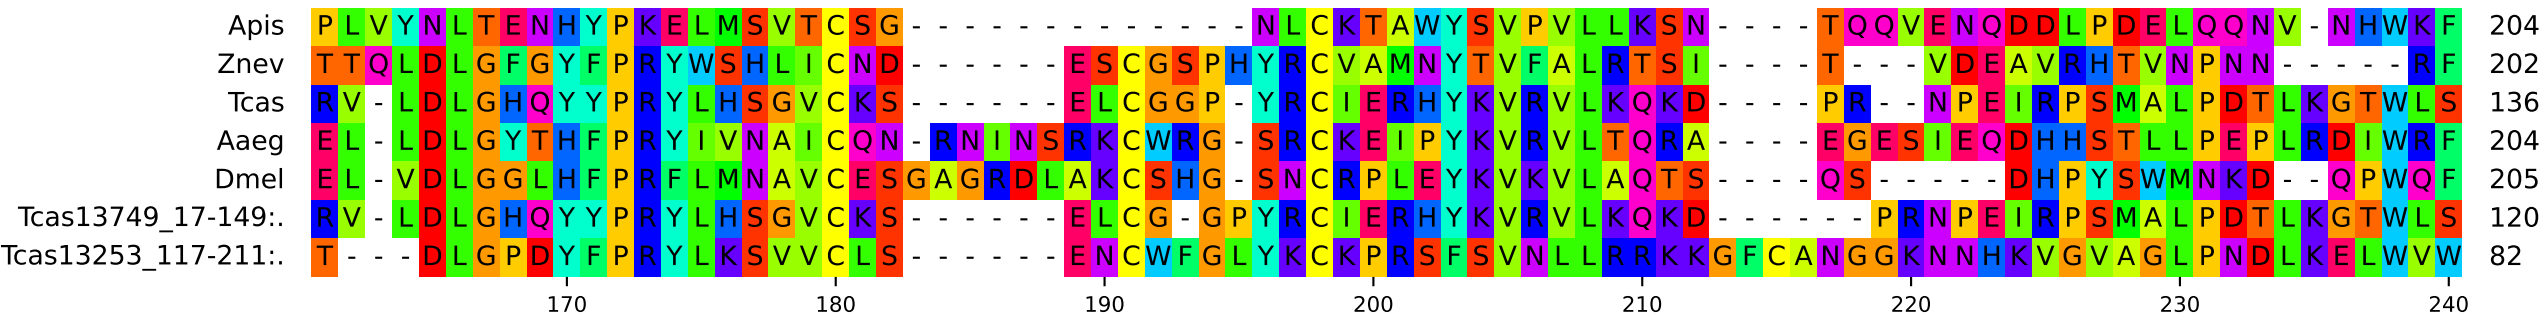 Apis PLVYNLTENHYPKELMSVTCSG-------------NLCKTAWYSVPVLLKSN----TQQVENQDDLPDELQQNV-NHWKF 204
Znev TTQLDLGFGYFPRYWSHLICND------ESCGSPHYRCVAMNYTVFALRTSI----T---VDEAVRHTVNPNN-----RF 202
Tcas RV-LDLGHQYYPRYLHSGVCKS------ELCGGP-YRCIERHYKVRVLKQKD----PR--NPEIRPSMALPDTLKGTWLS 136
Aaeg EL-LDLGYTHFPRYIVNAICQN-RNINSRKCWRG-SRCKEIPYKVRVLTQRA----EGESIEQDHHSTLLPEPLRDIWRF 204
Dmel EL-VDLGGLHFPRFLMNAVCESGAGRDLAKCSHG-SNCRPLEYKVKVLAQTS----QS-----DHPYSWMNKD--QPWQF 205
Tcas13749_17-149:. RV-LDLGHQYYPRYLHSGVCKS------ELCG-GPYRCIERHYKVRVLKQKD------PRNPEIRPSMALPDTLKGTWLS 120
Tcas13253_117-211:. T---DLGPDYFPRYLKSVVCLS------ENCWFGLYKCKPRSFSVNLLRRKKGFCANGGKNNHKVGVAGLPNDLKELWVW 82
170 180 190 200 210 220 230 240